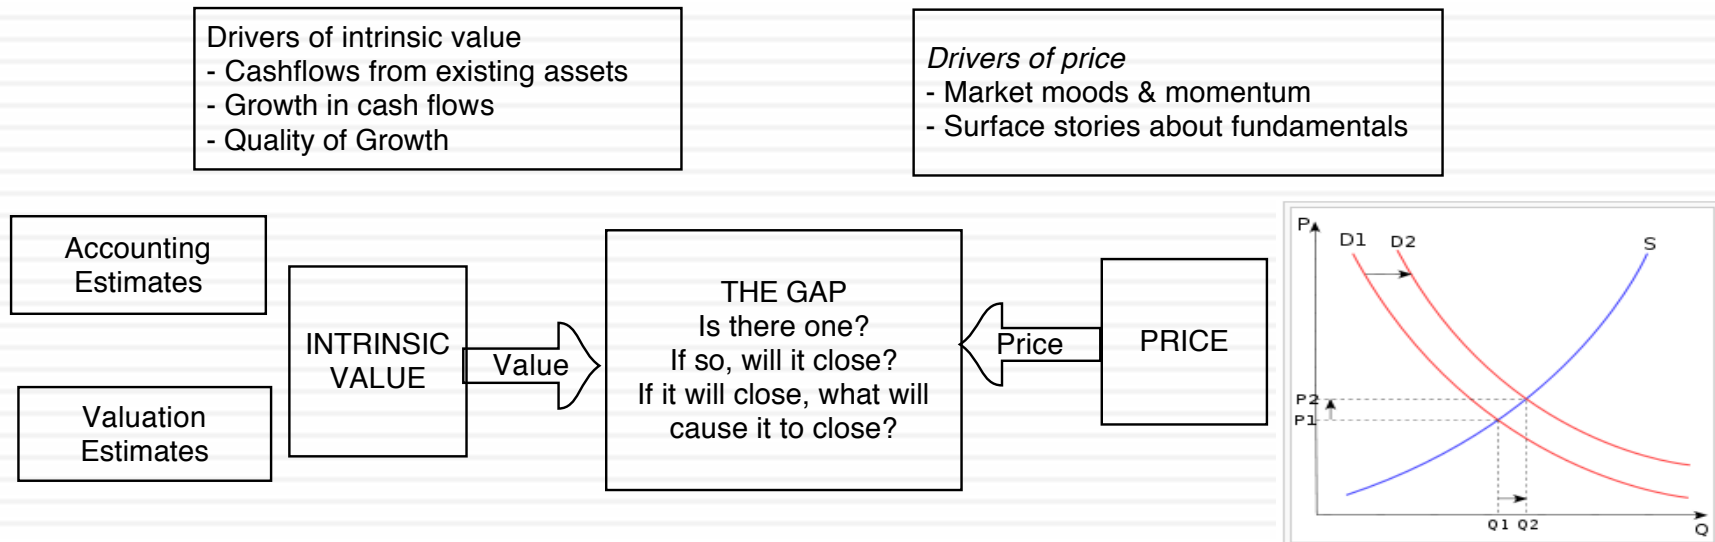 Drivers of intrinsic value
- Cashflows from existing assets
- Growth in cash flows
- Quality of Growth
Drivers of price
- Market moods & momentum
- Surface stories about fundamentals
Accounting
Estimates
Valuation
Estimates
INTRINSIC
VALUE
Value
THE GAP
Is there one?
If so, will it close?
If it will close, what will
cause it to close?
Price
PRICE
P
D1 D2
S
P2
P1
Q1 Q2
Q